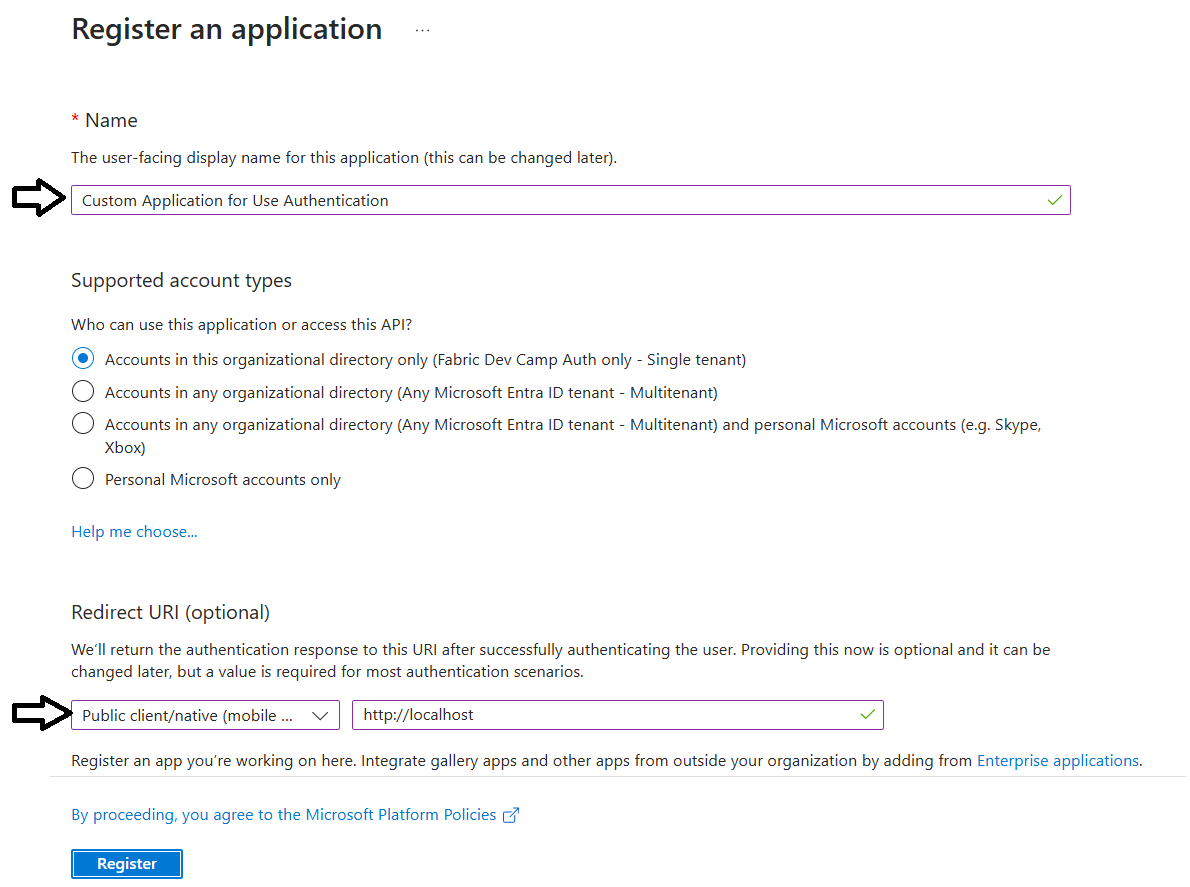 Register an application ...
* Name
The user-facing display name for this application (this can be changed later).
Custom Application for Use Authentication
Supported account types
Who can use this application or access this API?
Accounts in this organizational directory only (Fabric Dev Camp Auth only - Single tenant)
Accounts in any organizational directory (Any Microsoft Entra ID tenant - Multitenant)
Accounts in any organizational directory (Any Microsoft Entra ID tenant - Multitenant) and personal Microsoft accounts (e.g. Skype,
Xbox)
Personal Microsoft accounts only
Help me choose...
Redirect URI (optional)
We’ll return the authentication response to this URI after successfully authenticating the user. Providing this now is optional and it can be
changed later, but a value is required for most authentication scenarios.
Public client/native (mobile ... http://localhost
Register an app you’re working on here. Integrate gallery apps and other apps from outside your organization by adding from Enterprise applications.
By proceeding, you agree to the Microsoft Platform Policies
Register